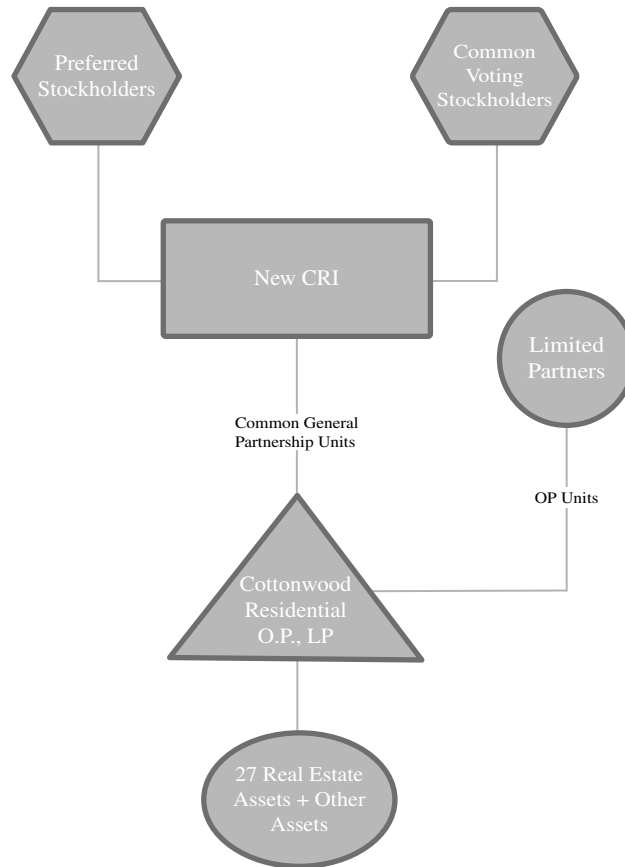 Preferred
Stockholders
Common
Voting
Stockholders
New CRI
Limited
Partners
Common General
Partnership Units
OP Units
Cottonwood
Residential
O.P., LP
27 Real Estate
Assets + Other
Assets